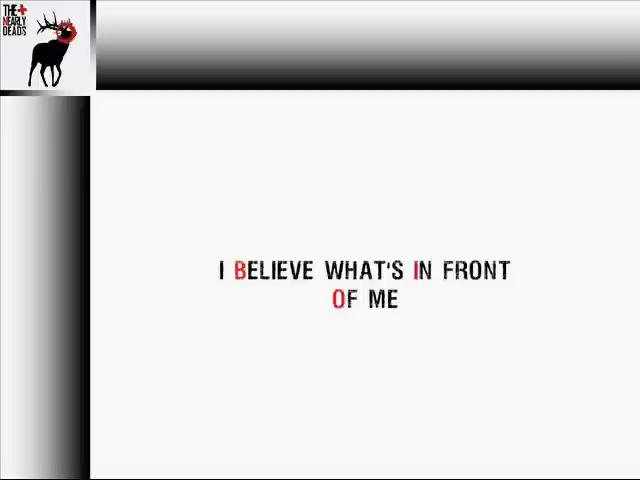 THE
NEARLY
DEADS
I BELIEVE WHAT'S IN FRONT
OF ME